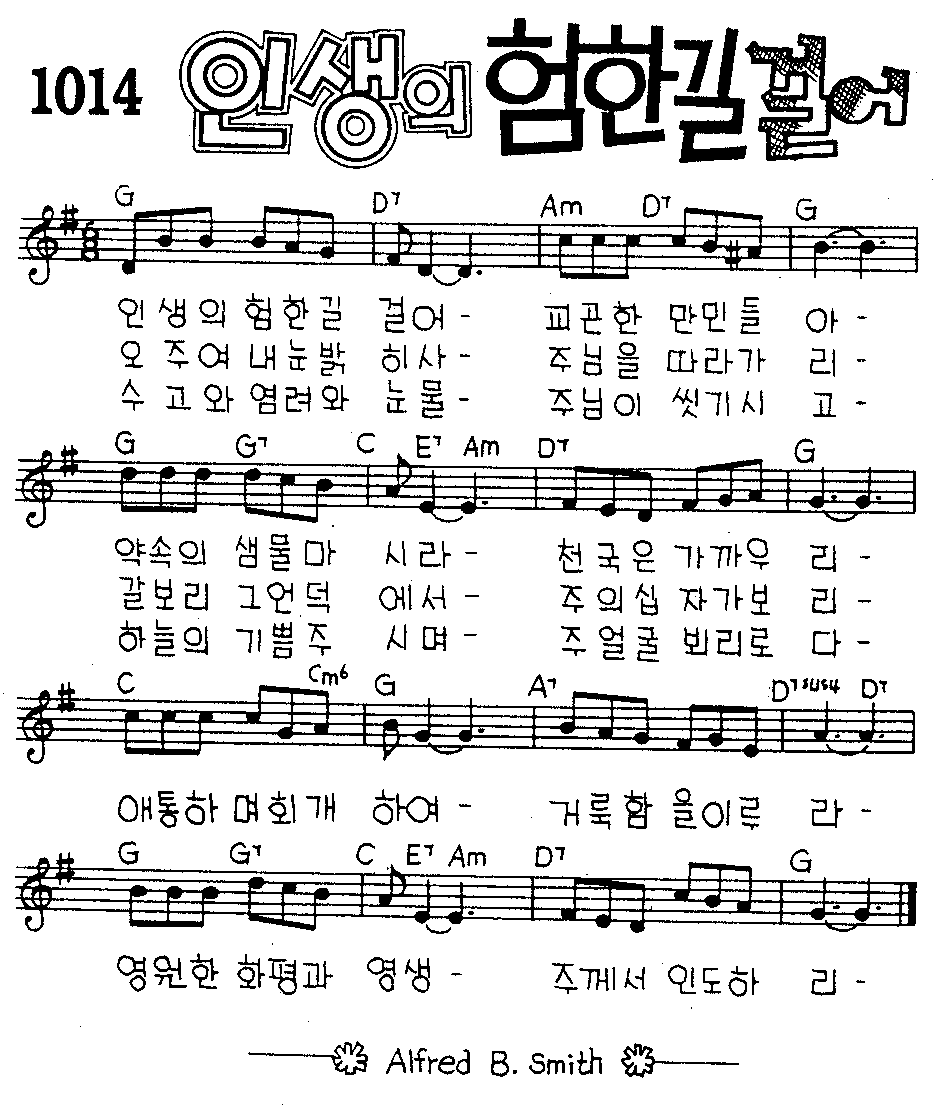 1014 인생의 험한길 걸어
G D7 Am D7 G
인생의 험한길 걸어 - 피곤한 만민들 아 -
오 주여 내눈밝 히사 - 주님을 따라가 리 -
수고와 염려와 눈물 - 주님이 씻기시 고 -
G G7 C E7 Am D7 G
약속의 샘물마 시라 - 천국은 가까우 리 -
갈보리 그언덕 에서 - 주의십 자가보 리 -
하늘의 기쁨주 시며 - 주얼굴 뵈리로 다 -
C Cm6 G A7 D7sus4 D7
애통하 며회개 하여 - 거룩함 을이루 라 -
G G7 C E7 Am D7 G
영원한 화평과 영생 - 주께서 인도하 리 -
Alfred B. Smith